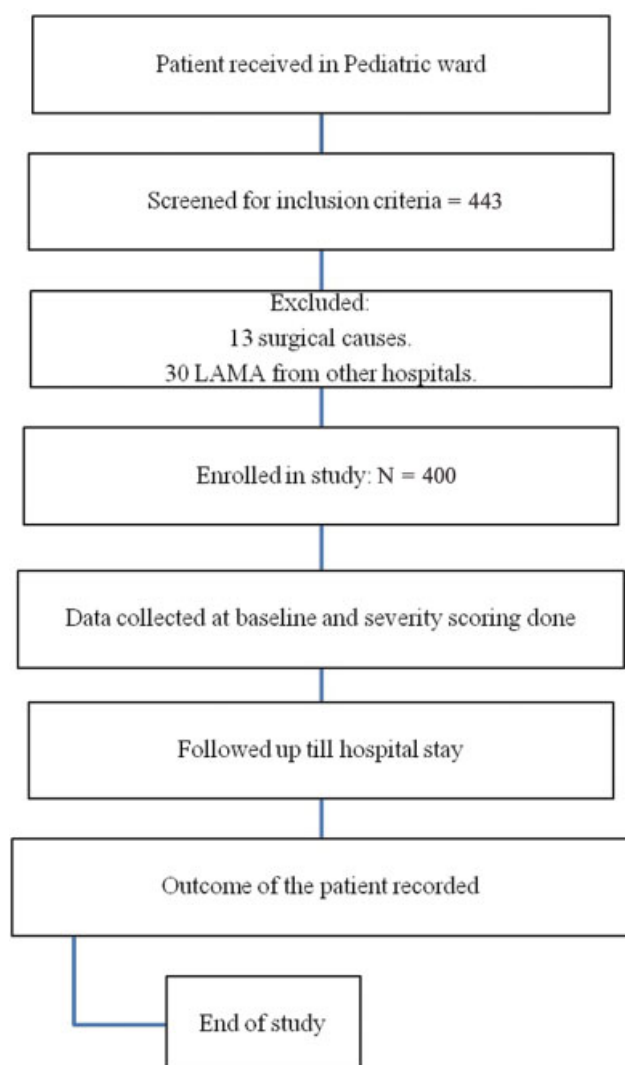 Patient received in Pediatric ward
Screened for inclusion criteria = 443
Excluded:
13 surgical causes.
30 LAMA from other hospitals.
Enrolled in study: N = 400
Data collected at baseline and severity scoring done
Followed up till hospital stay
Outcome of the patient recorded
End of study